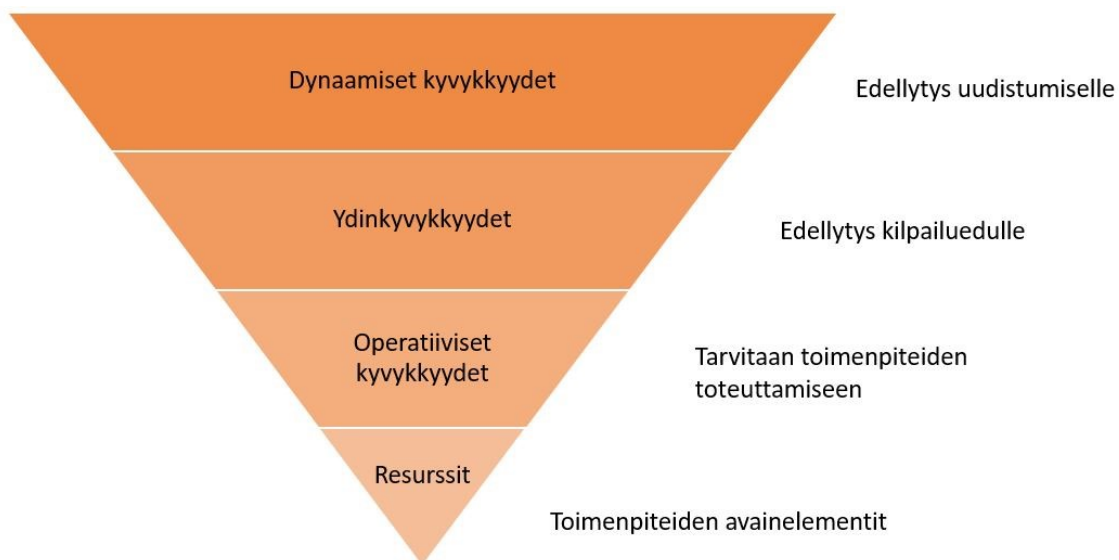 Dynaamiset kyvykkyydet
Edellytys uudistumiselle
Ydinkyvykkyydet
Edellytys kilpailuedulle
Operatiiviset
kyvykkyydet
Tarvitaan toimenpiteiden
toteuttamiseen
Resurssit
Toimenpiteiden avainelementit